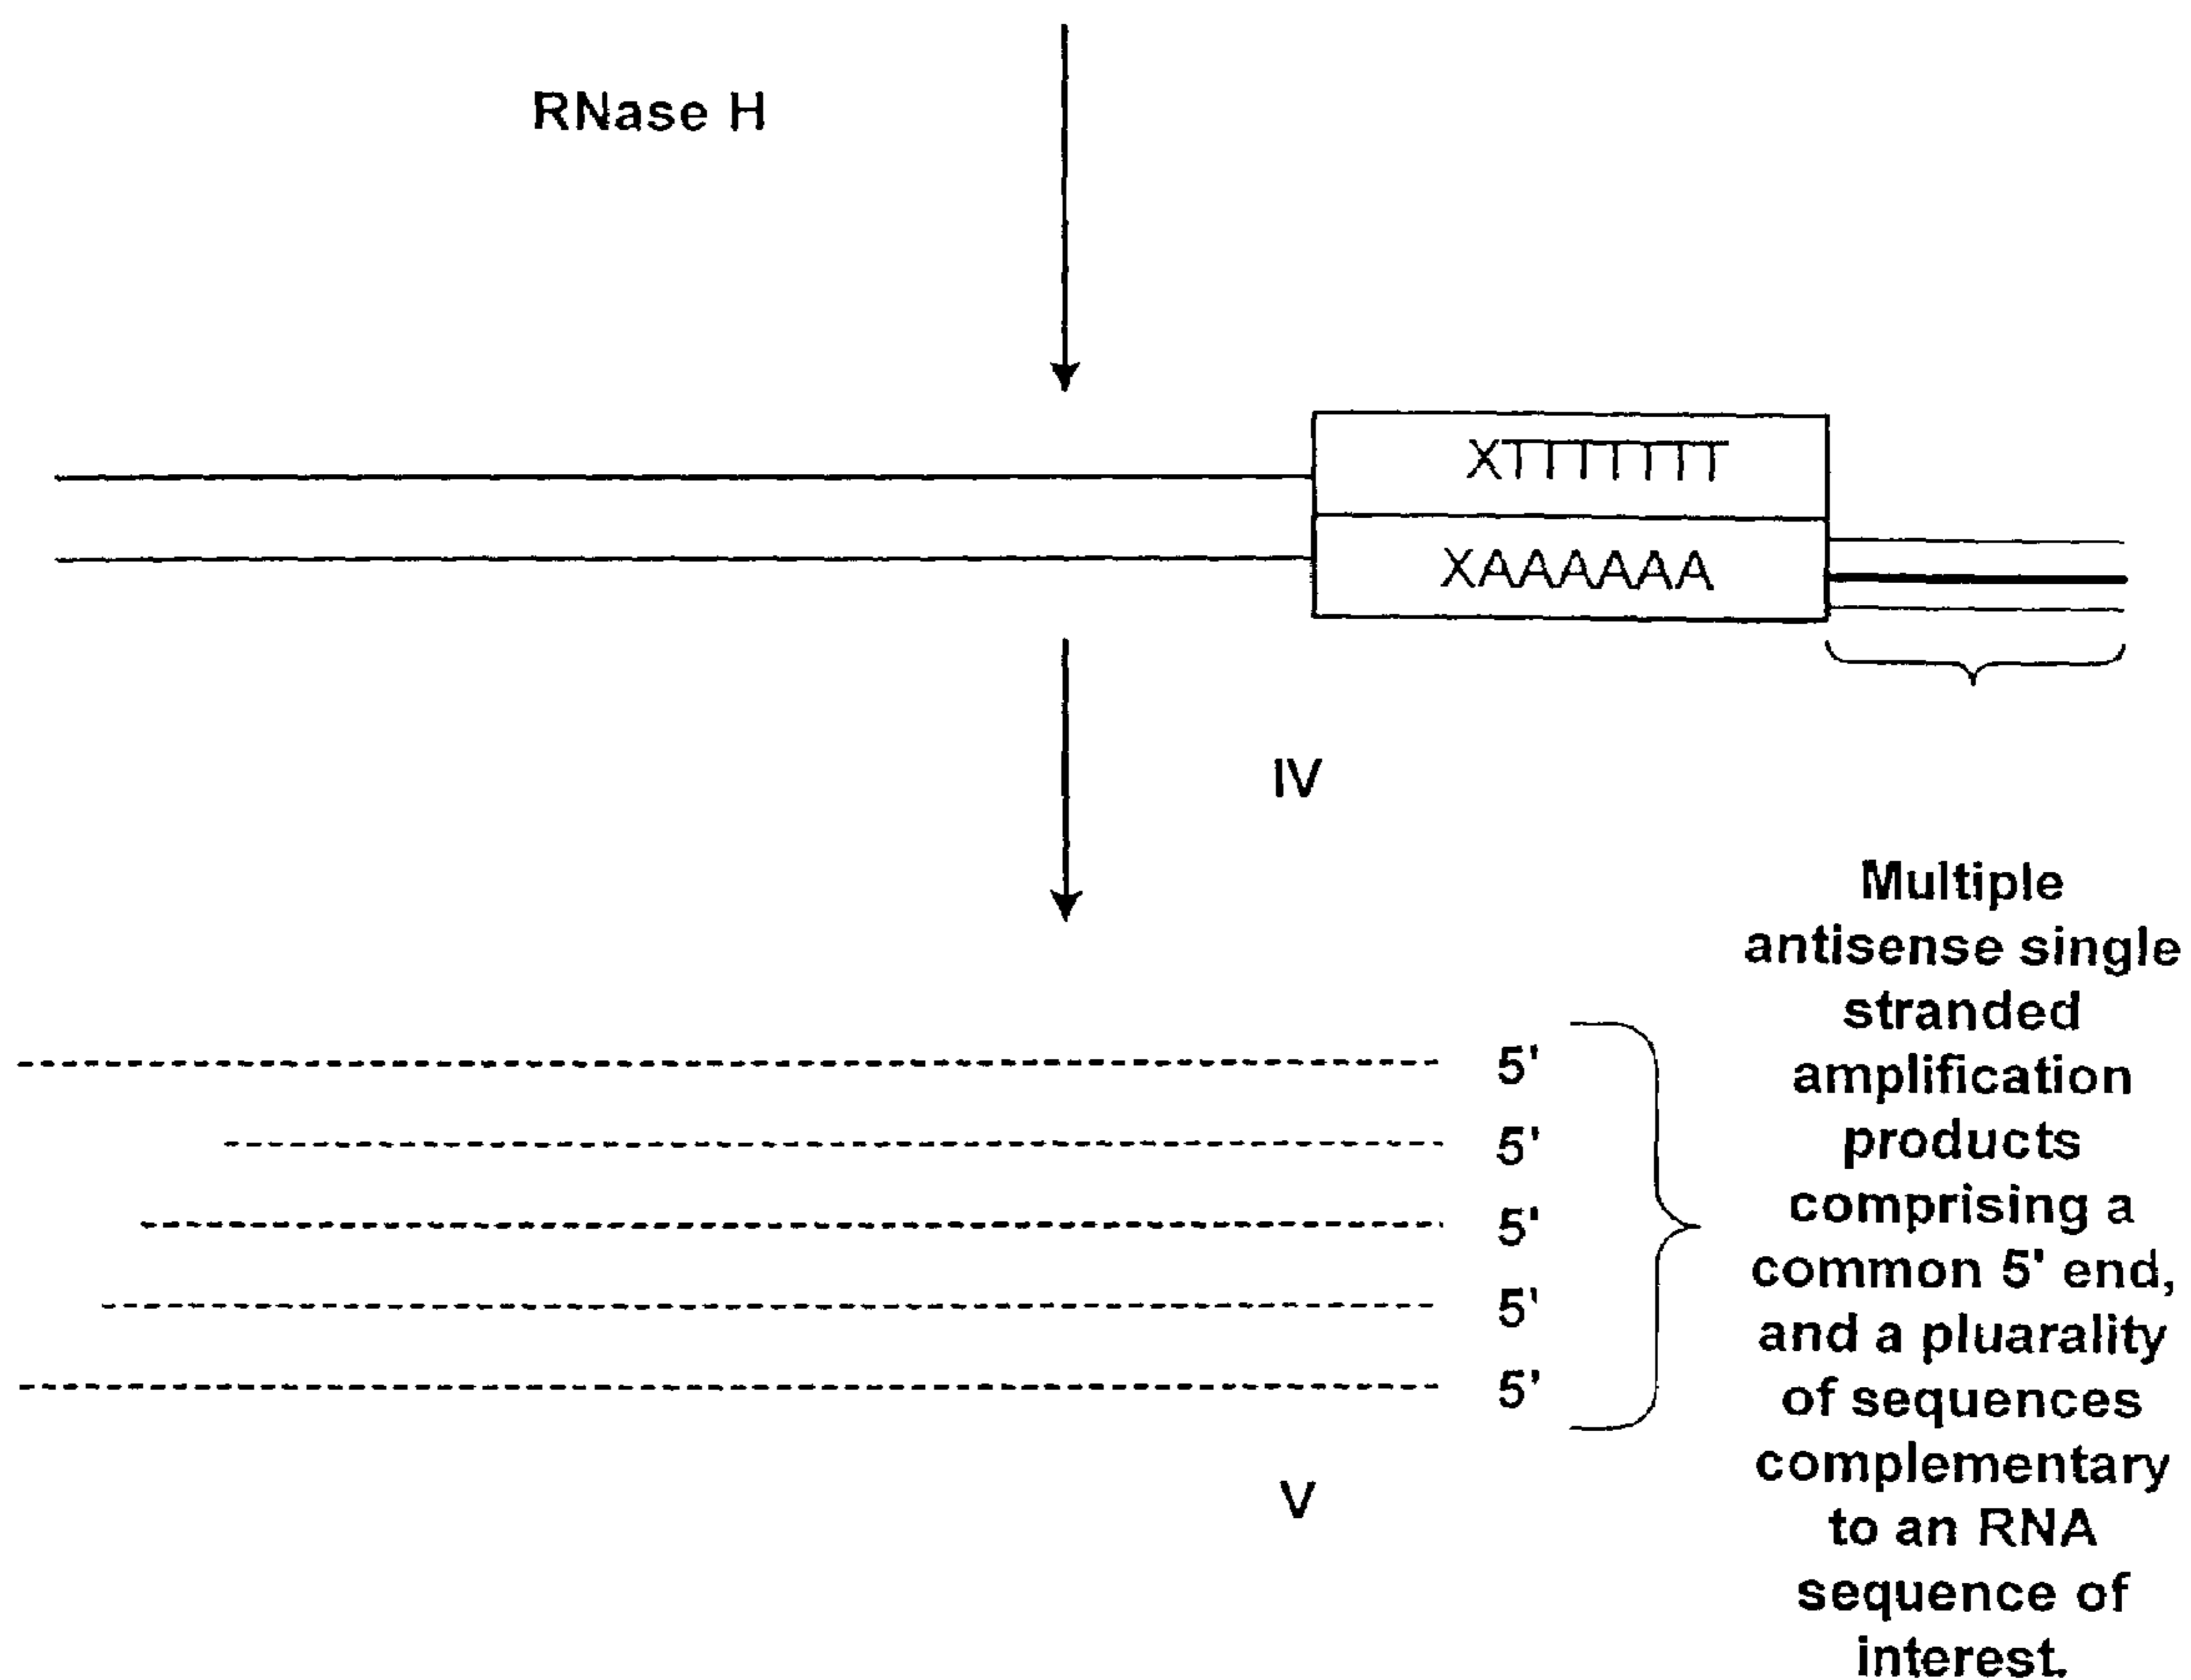 RNase H
XTTTTTTT
XAAAAAAA
IV
Multiple
antisense single
stranded
amplification
products
comprising a
common 5' end,
and a pluarality
of sequences
complementary
to an RNA
sequence of
interest.
5'
5'
5'
5'
5'
V